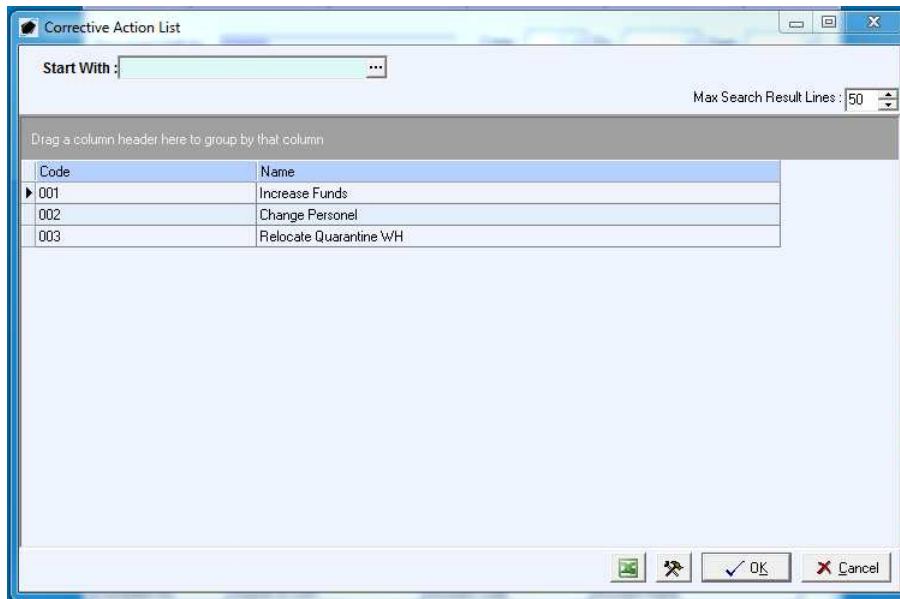 Corrective Action List
Start With :
...
Max Search Result Lines : 50
Drag a column header here to group by that column
Code Name
001 Increase Funds
002 Change Personel
003 Relocate Quarantine WH
OK Cancel